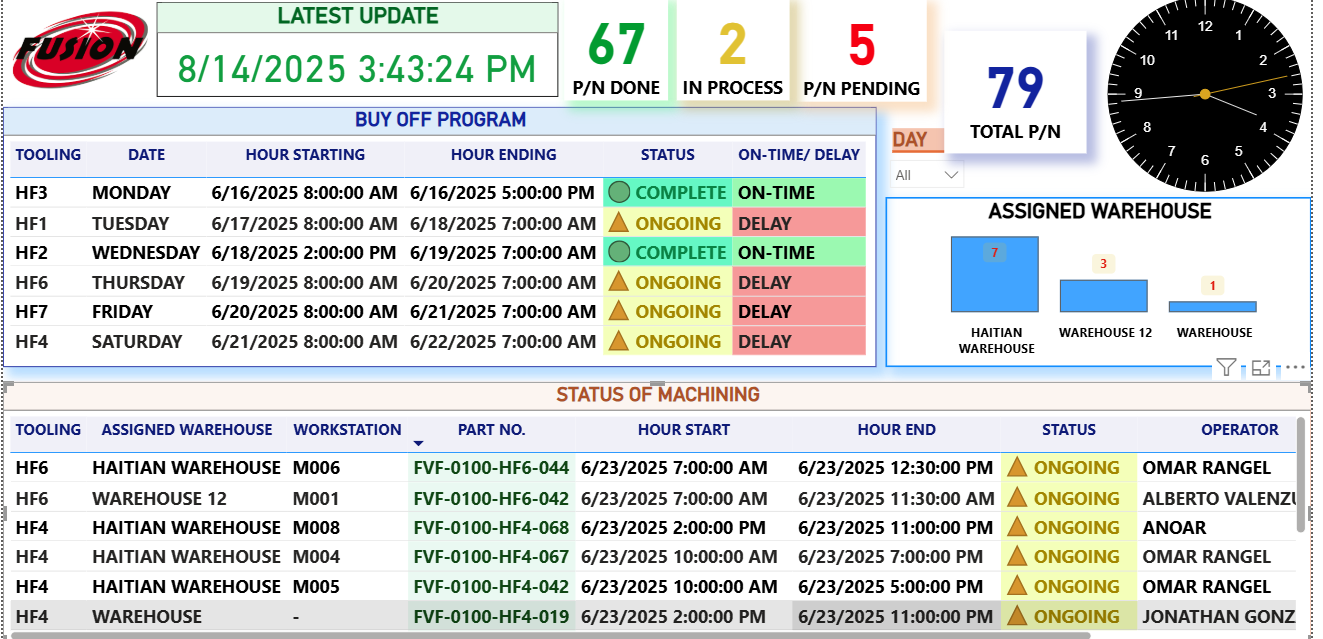 FUSION
LATEST UPDATE
8/14/2025 3:43:24 PM
67
P/N DONE
2
IN PROCESS
5
P/N PENDING
79
TOTAL P/N
12
1
2
3
4
5
6
7
8
9
10
11
BUY OFF PROGRAM
TOOLING DATE HOUR STARTING HOUR ENDING STATUS ON-TIME/ DELAY
HF3 MONDAY 6/16/2025 8:00:00 AM 6/16/2025 5:00:00 PM COMPLETE ON-TIME
HF1 TUESDAY 6/17/2025 8:00:00 AM 6/18/2025 7:00:00 AM ONGOING DELAY
HF2 WEDNESDAY 6/18/2025 2:00:00 PM 6/19/2025 7:00:00 AM COMPLETE ON-TIME
HF6 THURSDAY 6/19/2025 8:00:00 AM 6/20/2025 7:00:00 AM ONGOING DELAY
HF7 FRIDAY 6/20/2025 8:00:00 AM 6/21/2025 7:00:00 AM ONGOING DELAY
HF4 SATURDAY 6/21/2025 8:00:00 AM 6/22/2025 7:00:00 AM ONGOING DELAY
DAY
All
ASSIGNED WAREHOUSE
7
3
1
HAITIAN
WAREHOUSE
WAREHOUSE 12
WAREHOUSE
STATUS OF MACHINING
TOOLING ASSIGNED WAREHOUSE WORKSTATION PART NO. HOUR START HOUR END STATUS OPERATOR
HF6 HAITIAN WAREHOUSE M006 FVF-0100-HF6-044 6/23/2025 7:00:00 AM 6/23/2025 12:30:00 PM ONGOING OMAR RANGEL
HF6 WAREHOUSE 12 M001 FVF-0100-HF6-042 6/23/2025 7:00:00 AM 6/23/2025 11:30:00 AM ONGOING ALBERTO VALENZU
HF4 HAITIAN WAREHOUSE M008 FVF-0100-HF4-068 6/23/2025 2:00:00 PM 6/23/2025 11:00:00 PM ONGOING ANOAR
HF4 HAITIAN WAREHOUSE M004 FVF-0100-HF4-067 6/23/2025 10:00:00 AM 6/23/2025 7:00:00 PM ONGOING OMAR RANGEL
HF4 HAITIAN WAREHOUSE M005 FVF-0100-HF4-042 6/23/2025 10:00:00 AM 6/23/2025 5:00:00 PM ONGOING OMAR RANGEL
HF4 WAREHOUSE - FVF-0100-HF4-019 6/23/2025 2:00:00 PM 6/23/2025 11:00:00 PM ONGOING JONATHAN GONZ